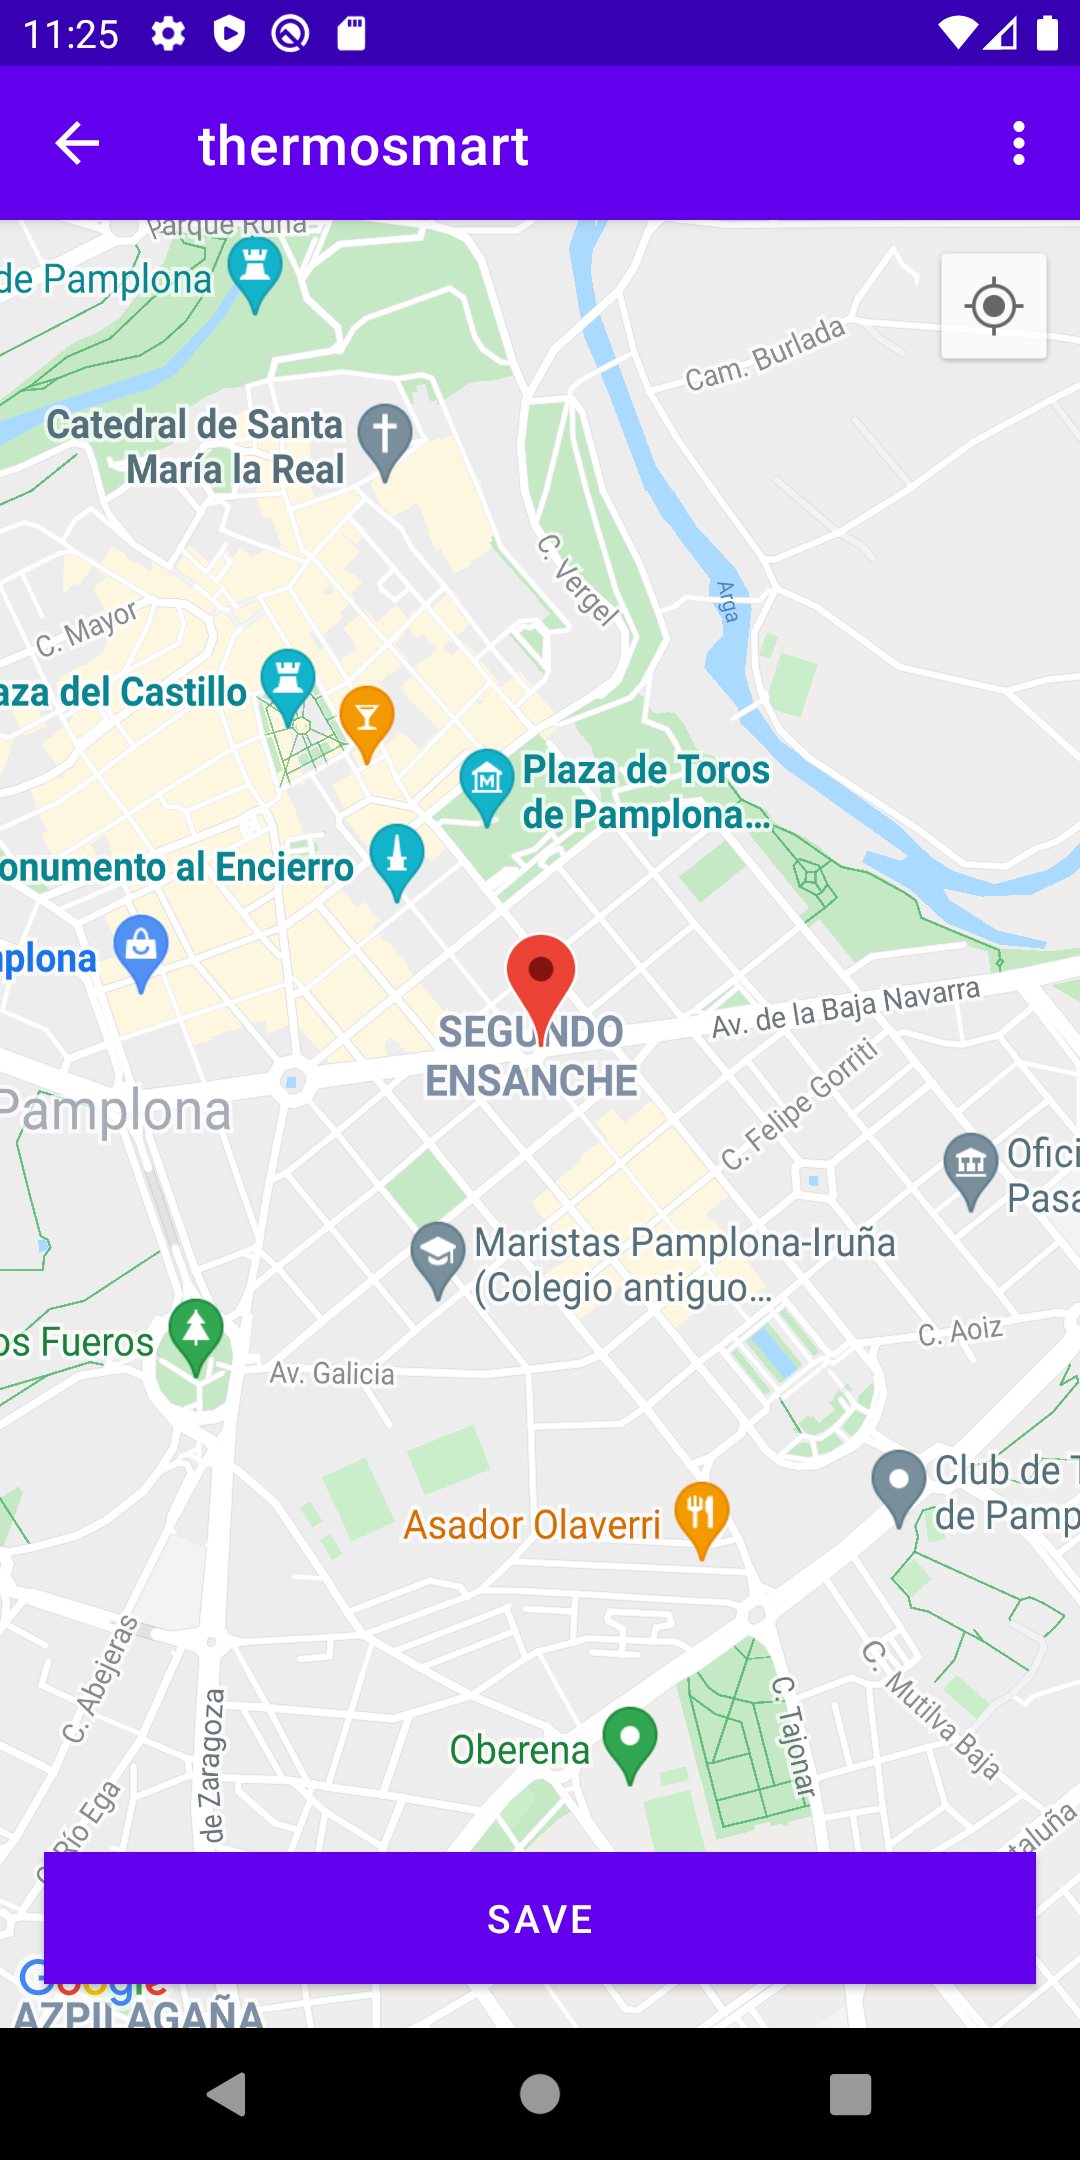 11:25
thermosmart
Parque Runa
de Pamplona
Cam. Burlada
Catedral de Santa
María la Real
C. Vergel
Arga
C. Mayor
aza del Castillo
Plaza de Toros
de Pamplona...
onumento al Encierro
nplona
SEGUNDO
ENSANCHE
Av. de la Baja Navarra
C. Felipe Gorriti
Pamplona
Ofici
Pasa
Maristas Pamplona-Iruña
(Colegio antiguo...
C. Aoiz
os Fueros
Av. Galicia
Club de T
de Pamp
Asador Olaverri
C. Abejeras
C. Mutilva Baja
C. Tajonar
de Zaragoza
Oberena
C. Río Ega
taluña
SAVE
Google
AZPILAGAÑA